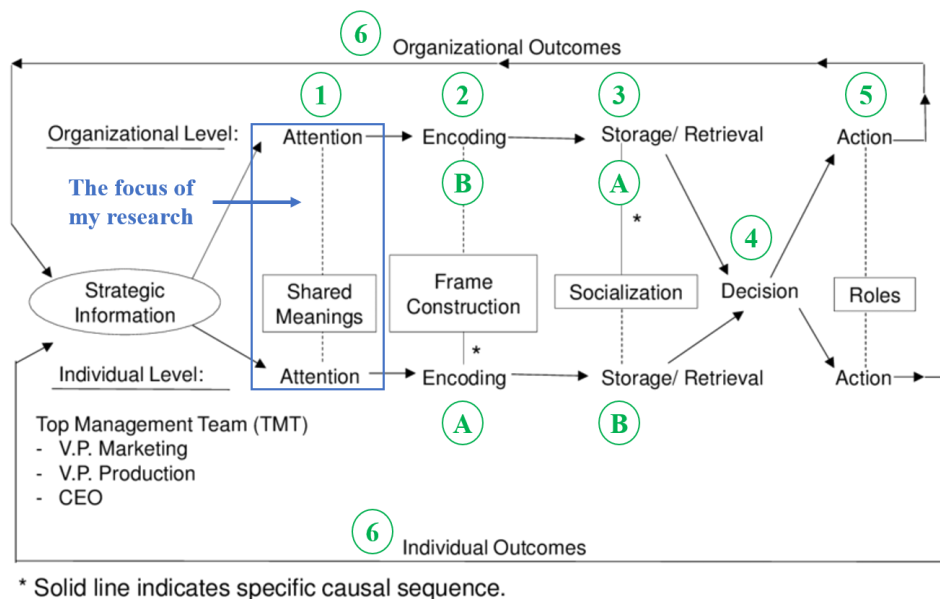 6
Organizational Outcomes
1
2
3
5
Organizational Level:
Attention
Encoding
Storage/ Retrieval
Action
The focus of
my research
B
A
*
4
Strategic
Information
Shared
Meanings
Frame
Construction
Socialization
Decision
Roles
*
Individual Level:
Attention
Encoding
Storage/ Retrieval
Action
A
B
Top Management Team (TMT)
- V.P. Marketing
- V.P. Production
- CEO
6
Individual Outcomes
* Solid line indicates specific causal sequence.